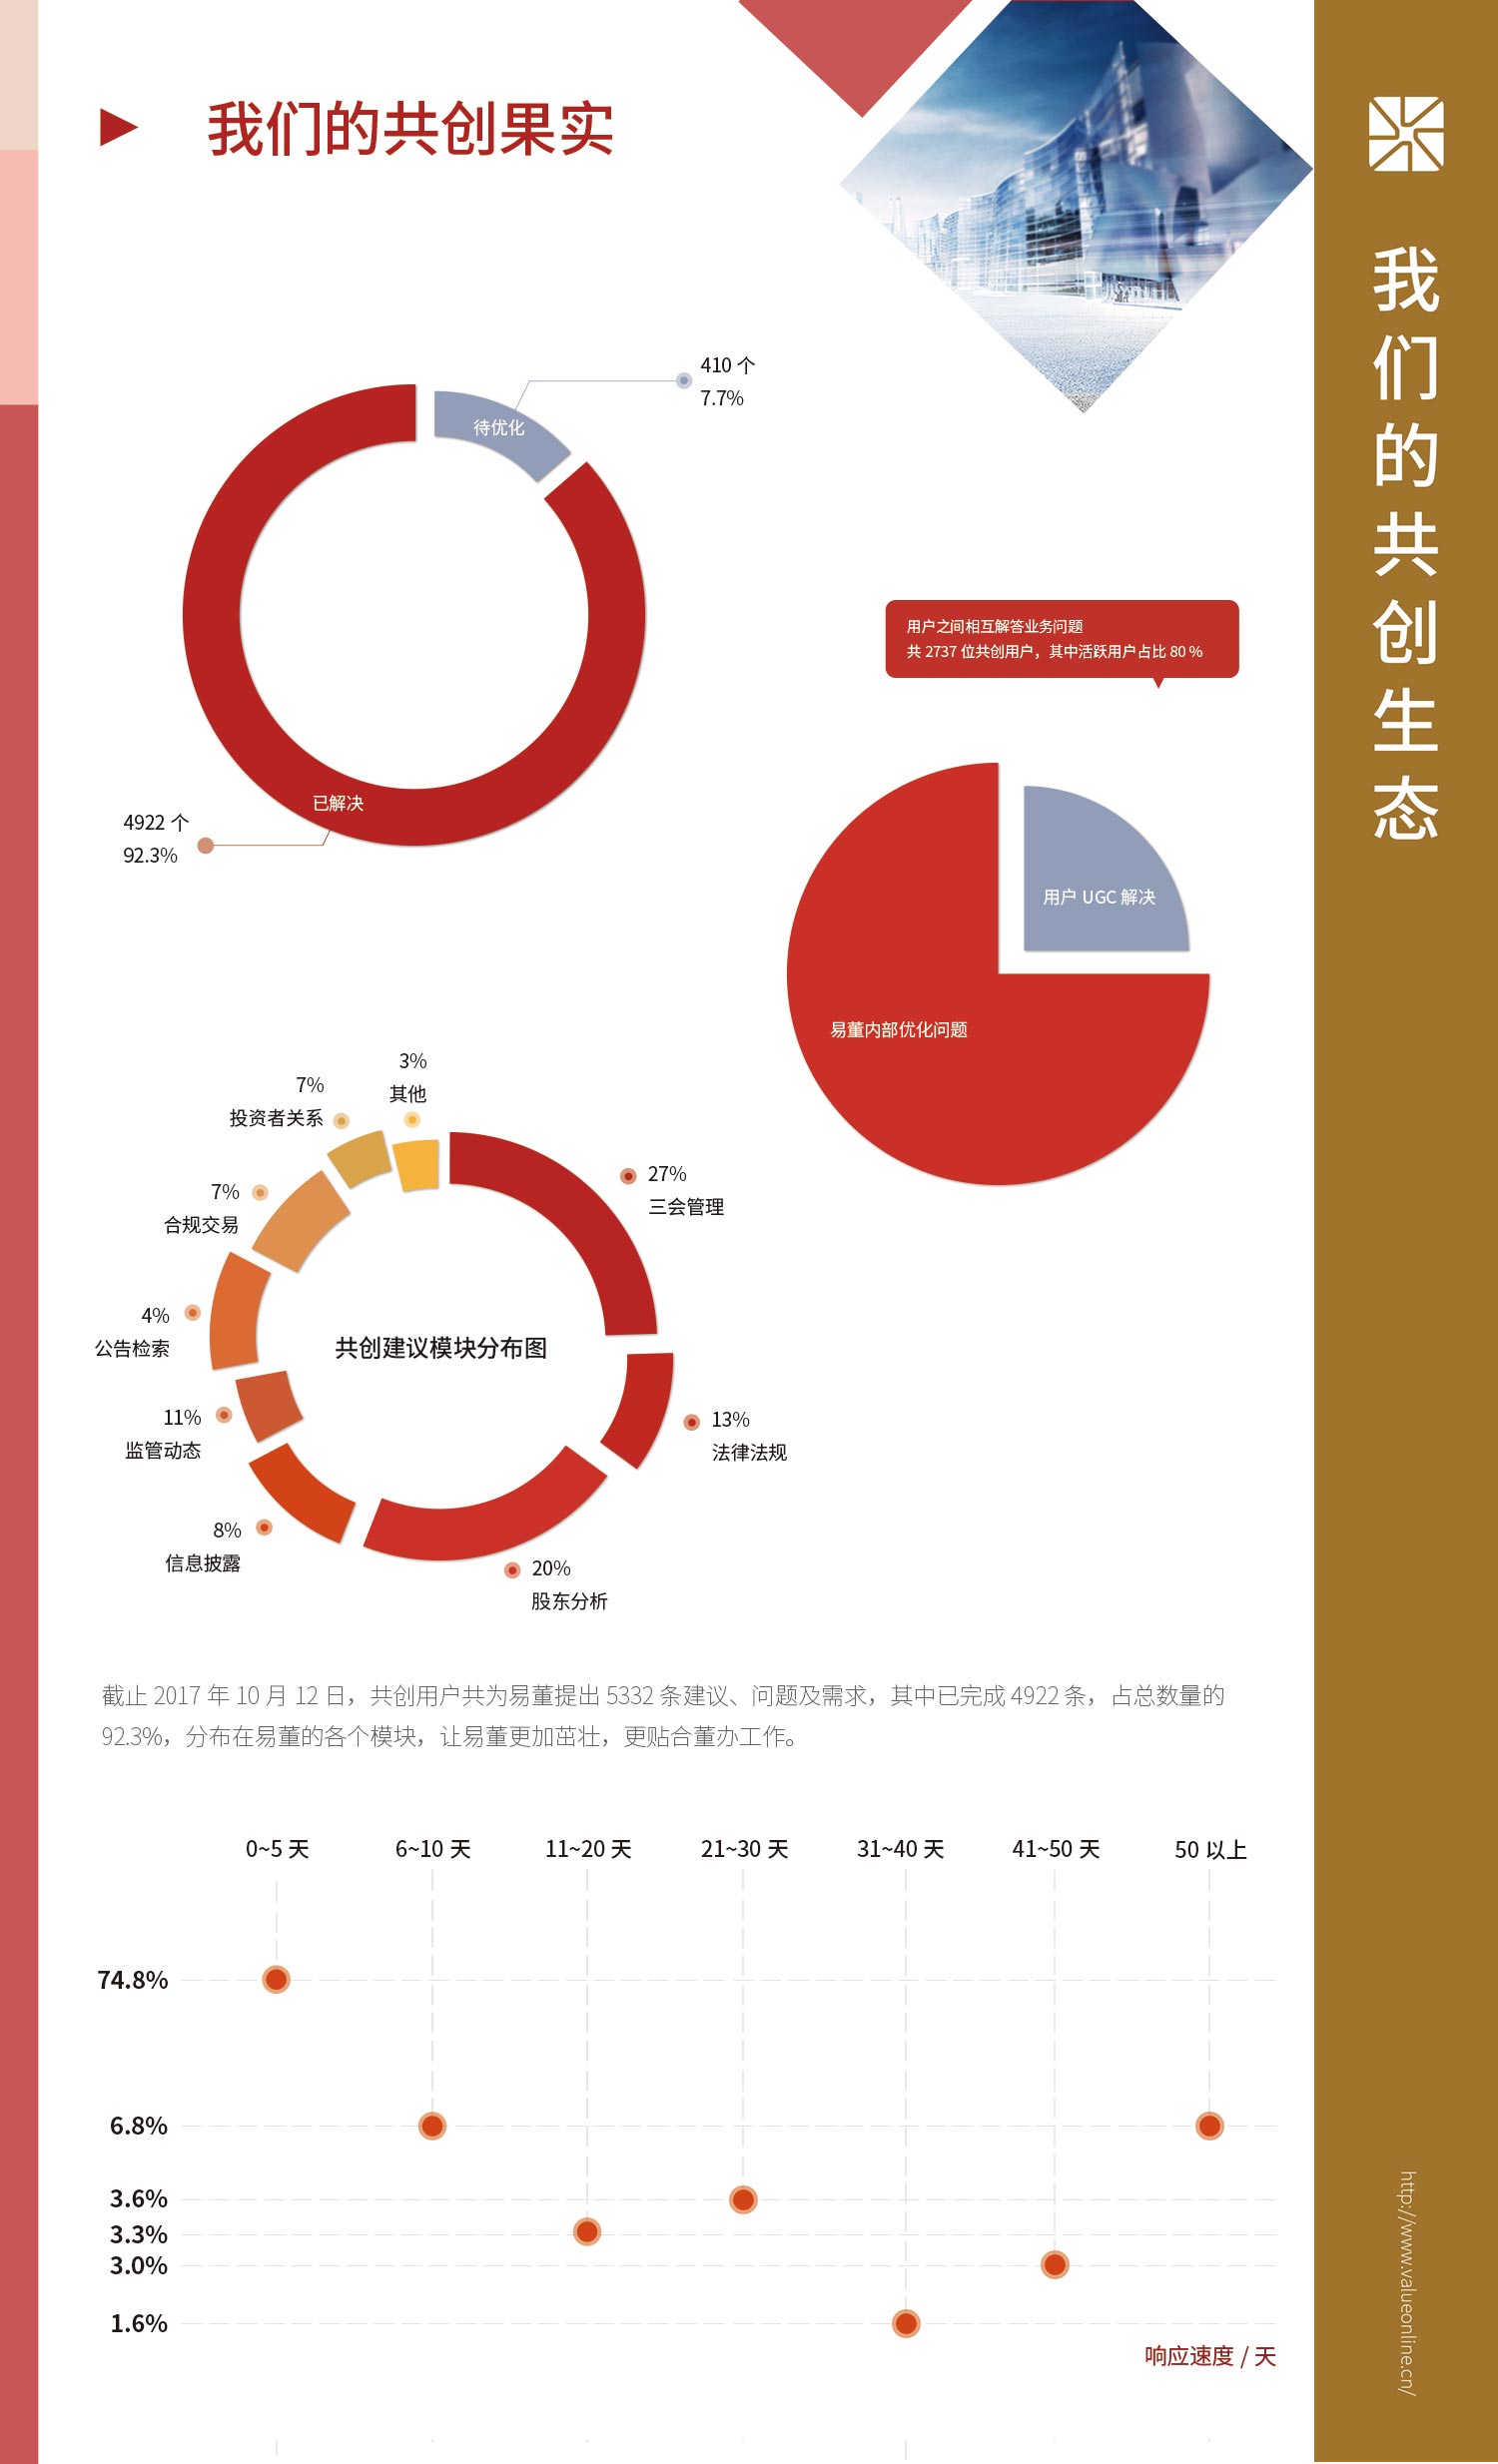 我们的共创果实
410 个
7.7%
待优化
已解决
4922 个
92.3%
用户之间相互解答业务问题
共 2737 位共创用户，其中活跃用户占比 80 %
用户 UGC 解决
易董内部优化问题
3%
其他
7%
投资者关系
27%
三会管理
7%
合规交易
4%
公告检索
共创建议模块分布图
11%
监管动态
13%
法律法规
8%
信息披露
20%
股东分析
截止 2017 年 10 月 12 日，共创用户共为易董提出 5332 条建议、问题及需求，其中已完成 4922 条，占总数量的
92.3%，分布在易董的各个模块，让易董更加茁壮，更贴合董办工作。
0~5 天
6~10 天
11~20 天
21~30 天
31~40 天
41~50 天
50 以上
74.8%
6.8%
3.6%
3.3%
3.0%
1.6%
响应速度 / 天
我们的共创生态
http://www.valueonline.cn/